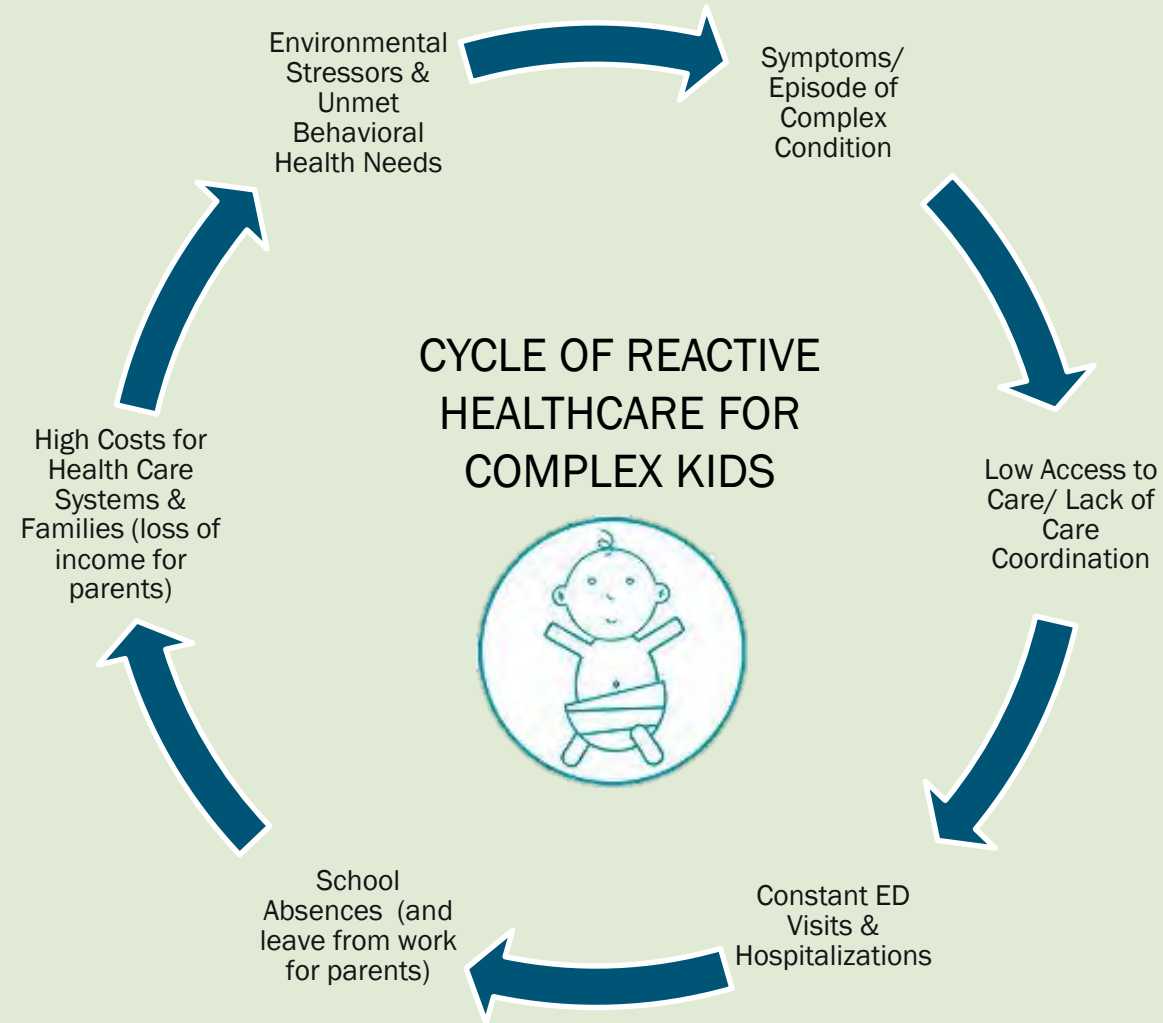 Environmental
Stressors &
Unmet
Behavioral
Health Needs
Symptoms/
Episode of
Complex
Condition
CYCLE OF REACTIVE
HEALTHCARE FOR
COMPLEX KIDS
Low Access to
Care/ Lack of
Care
Coordination
Constant ED
Visits &
Hospitalizations
School
Absences (and
leave from work
for parents)
High Costs for
Health Care
Systems &
Families (loss of
income for
parents)